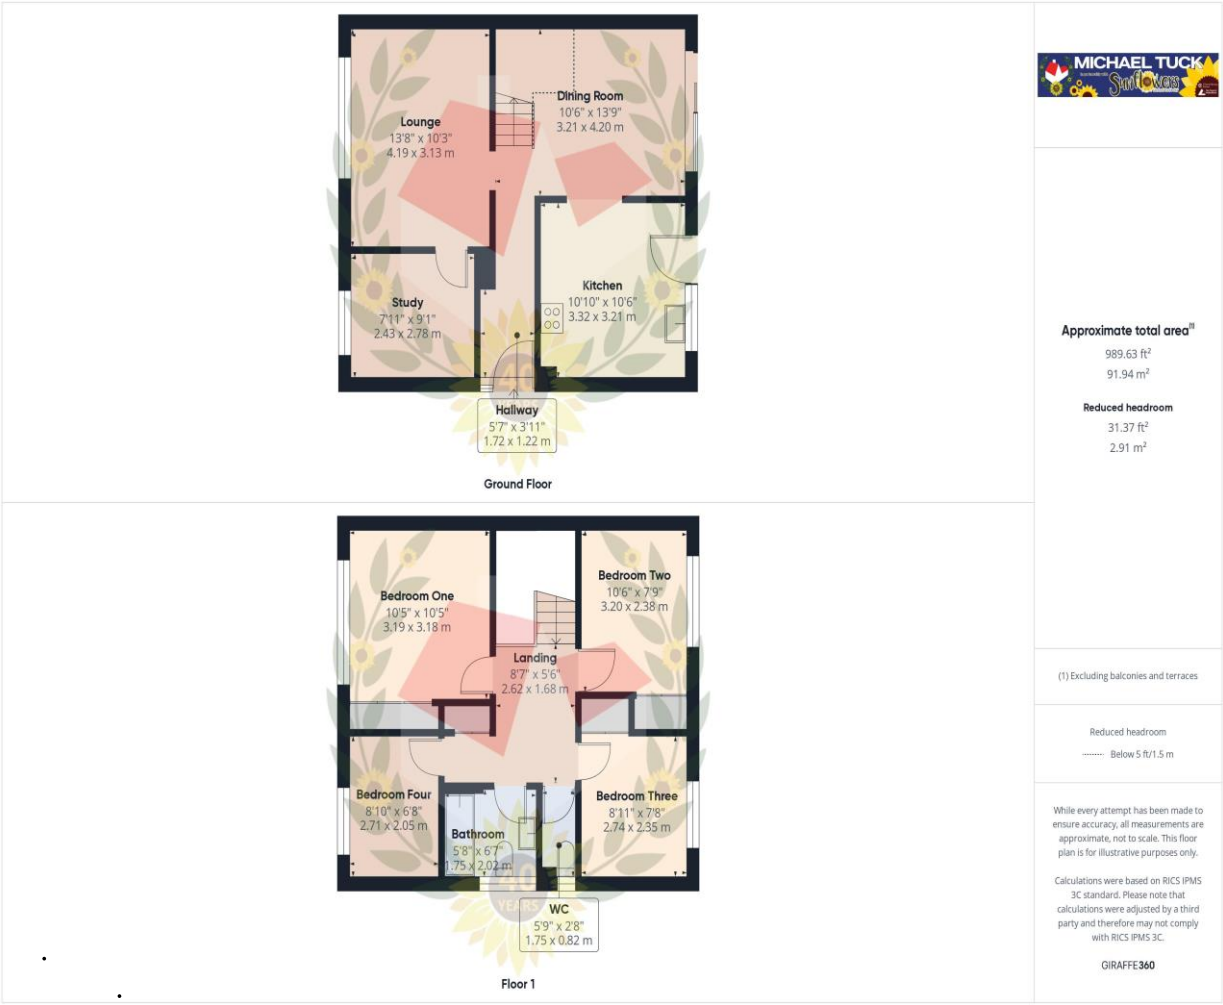 Lounge
13'8" x 10'3"
4.19 x 3.13 m
Dining Room
10'6" x 13'9"
3.21 x 4.20 m
Study
7'11" x 9'1"
2.43 x 2.78 m
Kitchen
10'10" x 10'6"
3.32 x 3.21 m
40
YEARS
Hallway
5'7" x 3'11"
1.72 x 1.22 m
Ground Floor
Bedroom One
10'5" x 10'5"
3.19 x 3.18 m
Bedroom Two
10'6" x 7'9"
3.20 x 2.38 m
Landing
8'7" x 5'6"
2.62 x 1.68 m
Bedroom Four
8'10" x 6'8"
2.71 x 2.05 m
Bathroom
5'8" x 6'7"
1.75 x 2.02 m
Bedroom Three
8'11" x 7'8"
2.74 x 2.35 m
40
YEARS
WC
5'9" x 2'8"
1.75 x 0.82 m
Floor 1
MICHAEL TUCK
Sunflowers
Approximate total area(1)
989.63 ft²
91.94 m²
Reduced headroom
31.37 ft²
2.91 m²
(1) Excluding balconies and terraces
Reduced headroom
Below 5 ft/1.5 m
While every attempt has been made to
ensure accuracy, all measurements are
approximate, not to scale. This floor
plan is for illustrative purposes only.
Calculations were based on RICS IPMS
3C standard. Please note that
calculations were adjusted by a third
party and therefore may not comply
with RICS IPMS 3C.
GIRAFFE360